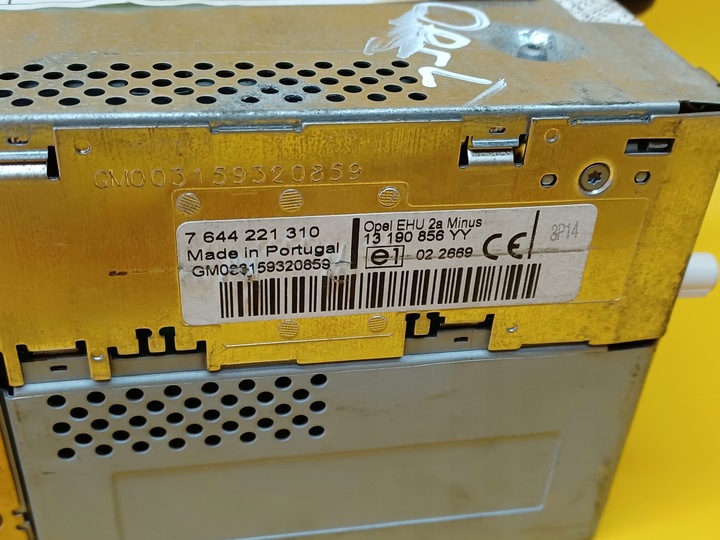 Opel
GM003159320859
7 644 221 310
Made in Portugal
GM003159320859
Opel EHU 2a Minus
13 190 856 YY
e1 02 2669 CE
3P14